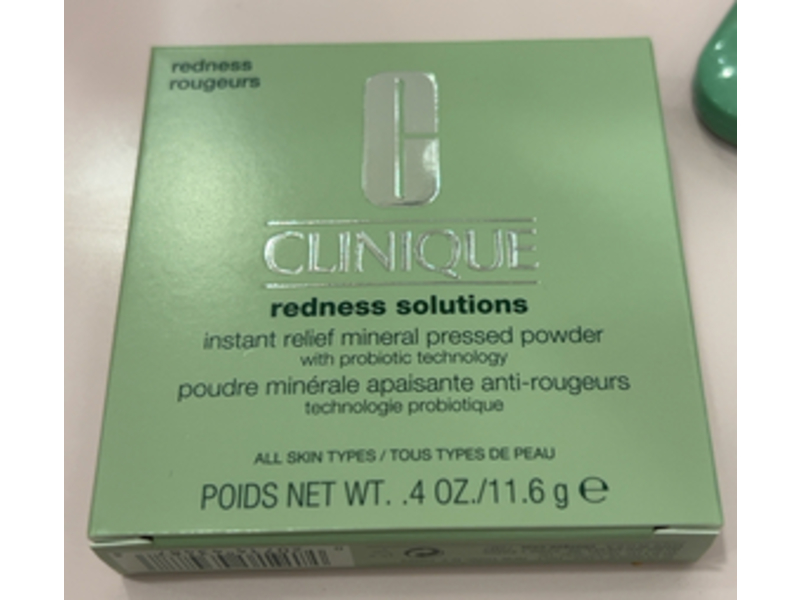 redness
rougeurs
C
CLINIQUE
redness solutions
instant relief mineral pressed powder
with probiotic technology
poudre minérale apaisante anti-rougeurs
technologie probiotique
ALL SKIN TYPES / TOUS TYPES DE PEAU
POIDS NET WT. .4 OZ./11.6 g ℮